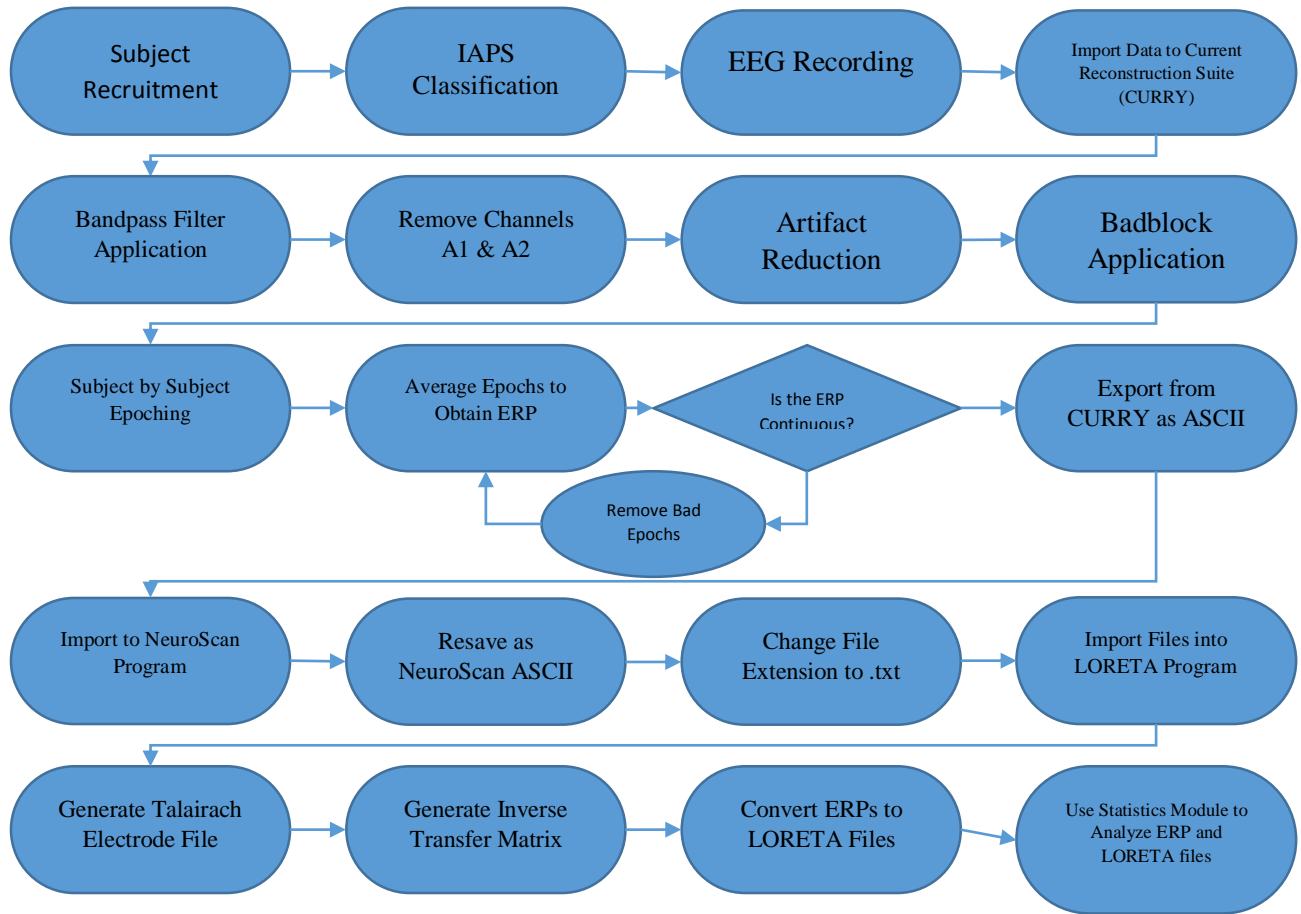 Subject
Recruitment
IAPS
Classification
EEG Recording
Import Data to Current
Reconstruction Suite
(CURRY)
Bandpass Filter
Application
Remove Channels
A1 & A2
Artifact
Reduction
Badblock
Application
Subject by Subject
Epoching
Average Epochs to
Obtain ERP
Is the ERP
Continuous?
Export from
CURRY as ASCII
Remove Bad
Epochs
Import to NeuroScan
Program
Resave as
NeuroScan ASCII
Change File
Extension to .txt
Import Files into
LORETA Program
Generate Talairach
Electrode File
Generate Inverse
Transfer Matrix
Convert ERPs to
LORETA Files
Use Statistics Module to
Analyze ERP and
LORETA files